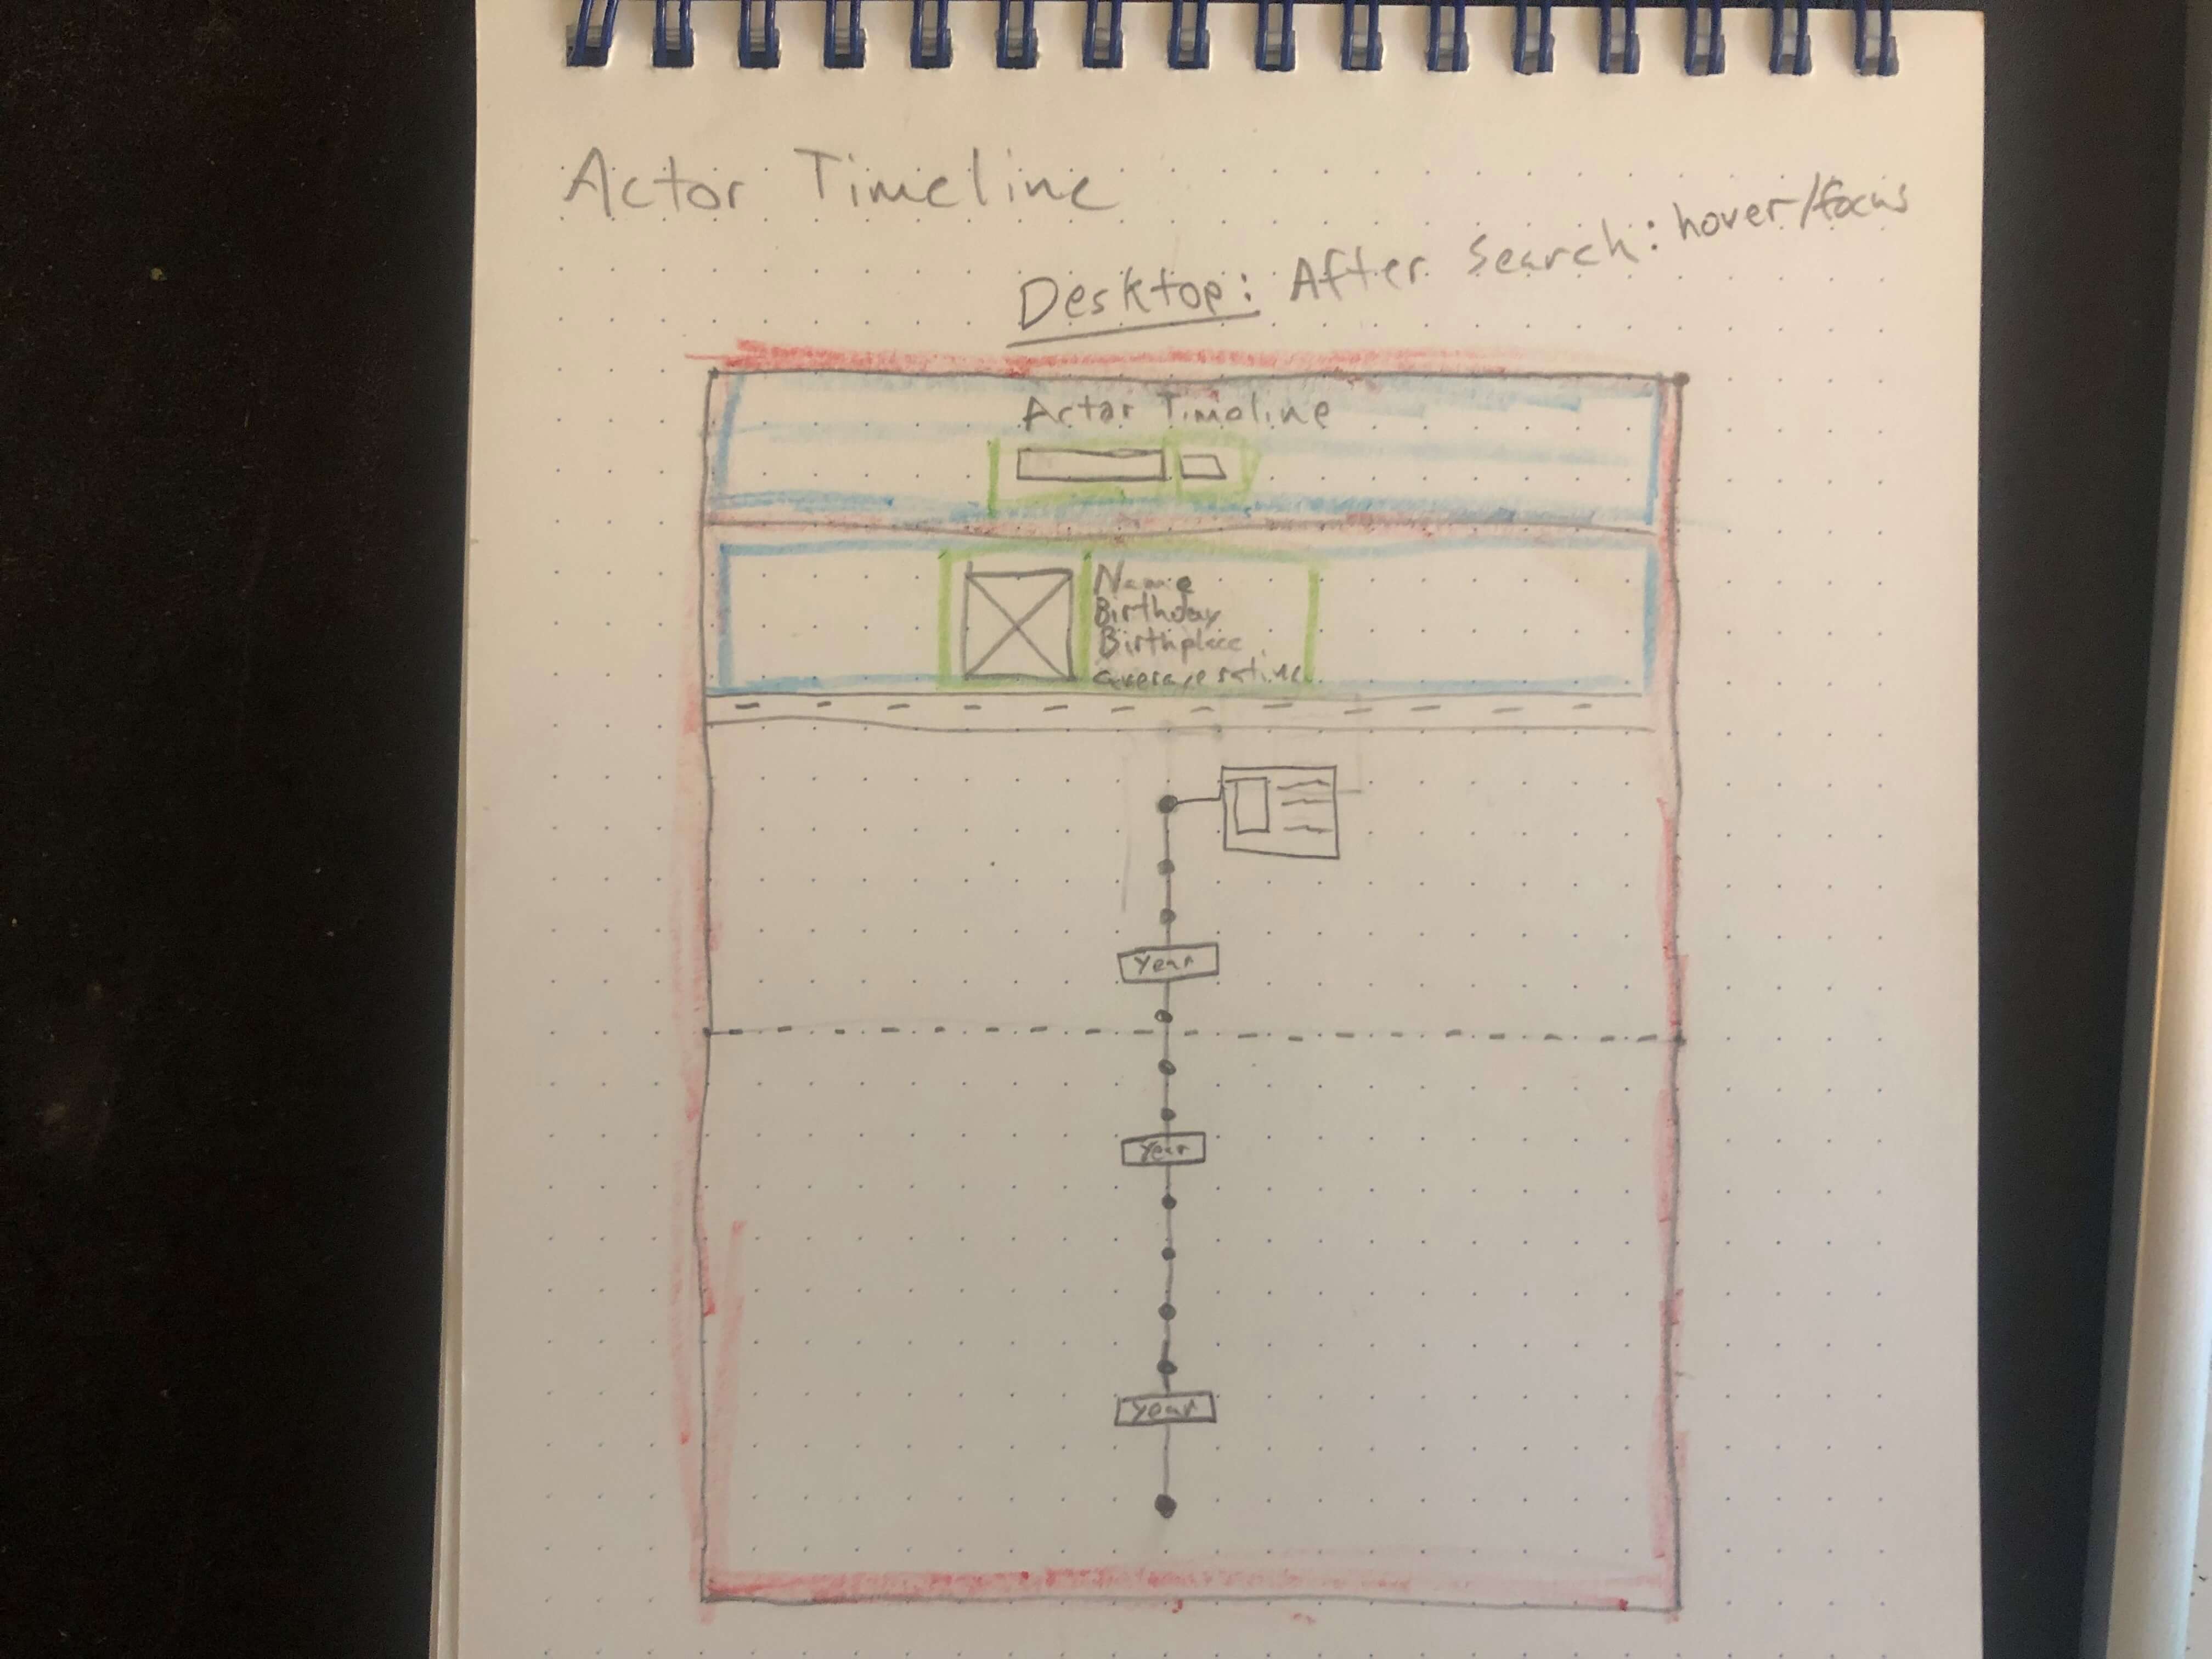 Actor Timeline
Desktop: After search: hover/focus
Actor Timeline
Name
Birthday
Birthplace
average rating
Year
Year
Year